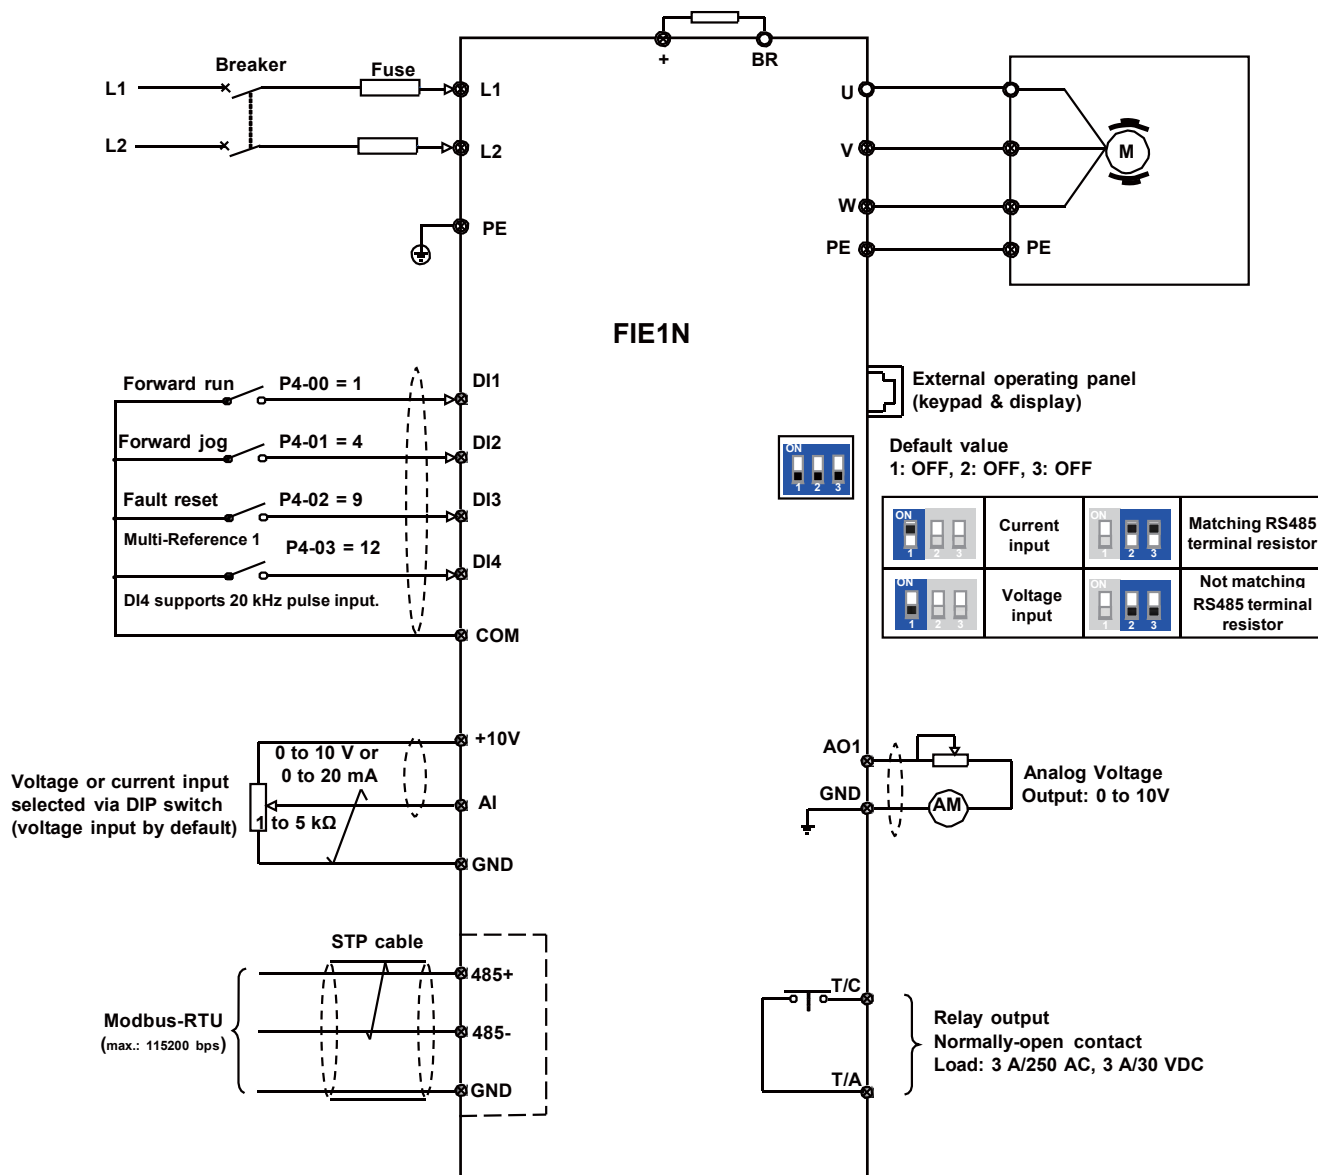 +
BR
Breaker
Fuse
L1
L1
L2
L2
PE
U
V
W
PE
PE
M
FIE1N
Forward run
P4-00 = 1
DI1
Forward jog
P4-01 = 4
DI2
Fault reset
P4-02 = 9
DI3
Multi-Reference 1
P4-03 = 12
DI4
DI4 supports 20 kHz pulse input.
COM
External operating panel
(keypad & display)
ON
1 2 3
Default value
1: OFF, 2: OFF, 3: OFF
ON
1 2 3
Current
input
ON
1 2 3
Matching RS485
terminal resistor
ON
1 2 3
Voltage
input
ON
1 2 3
Not matching
RS485 terminal
resistor
+10V
0 to 10 V or
0 to 20 mA
Voltage or current input
selected via DIP switch
(voltage input by default)
AI
1 to 5 kΩ
GND
AO1
GND
AM
Analog Voltage
Output: 0 to 10V
STP cable
485+
Modbus-RTU
(max.: 115200 bps)
485-
GND
T/C
Relay output
Normally-open contact
Load: 3 A/250 AC, 3 A/30 VDC
T/A